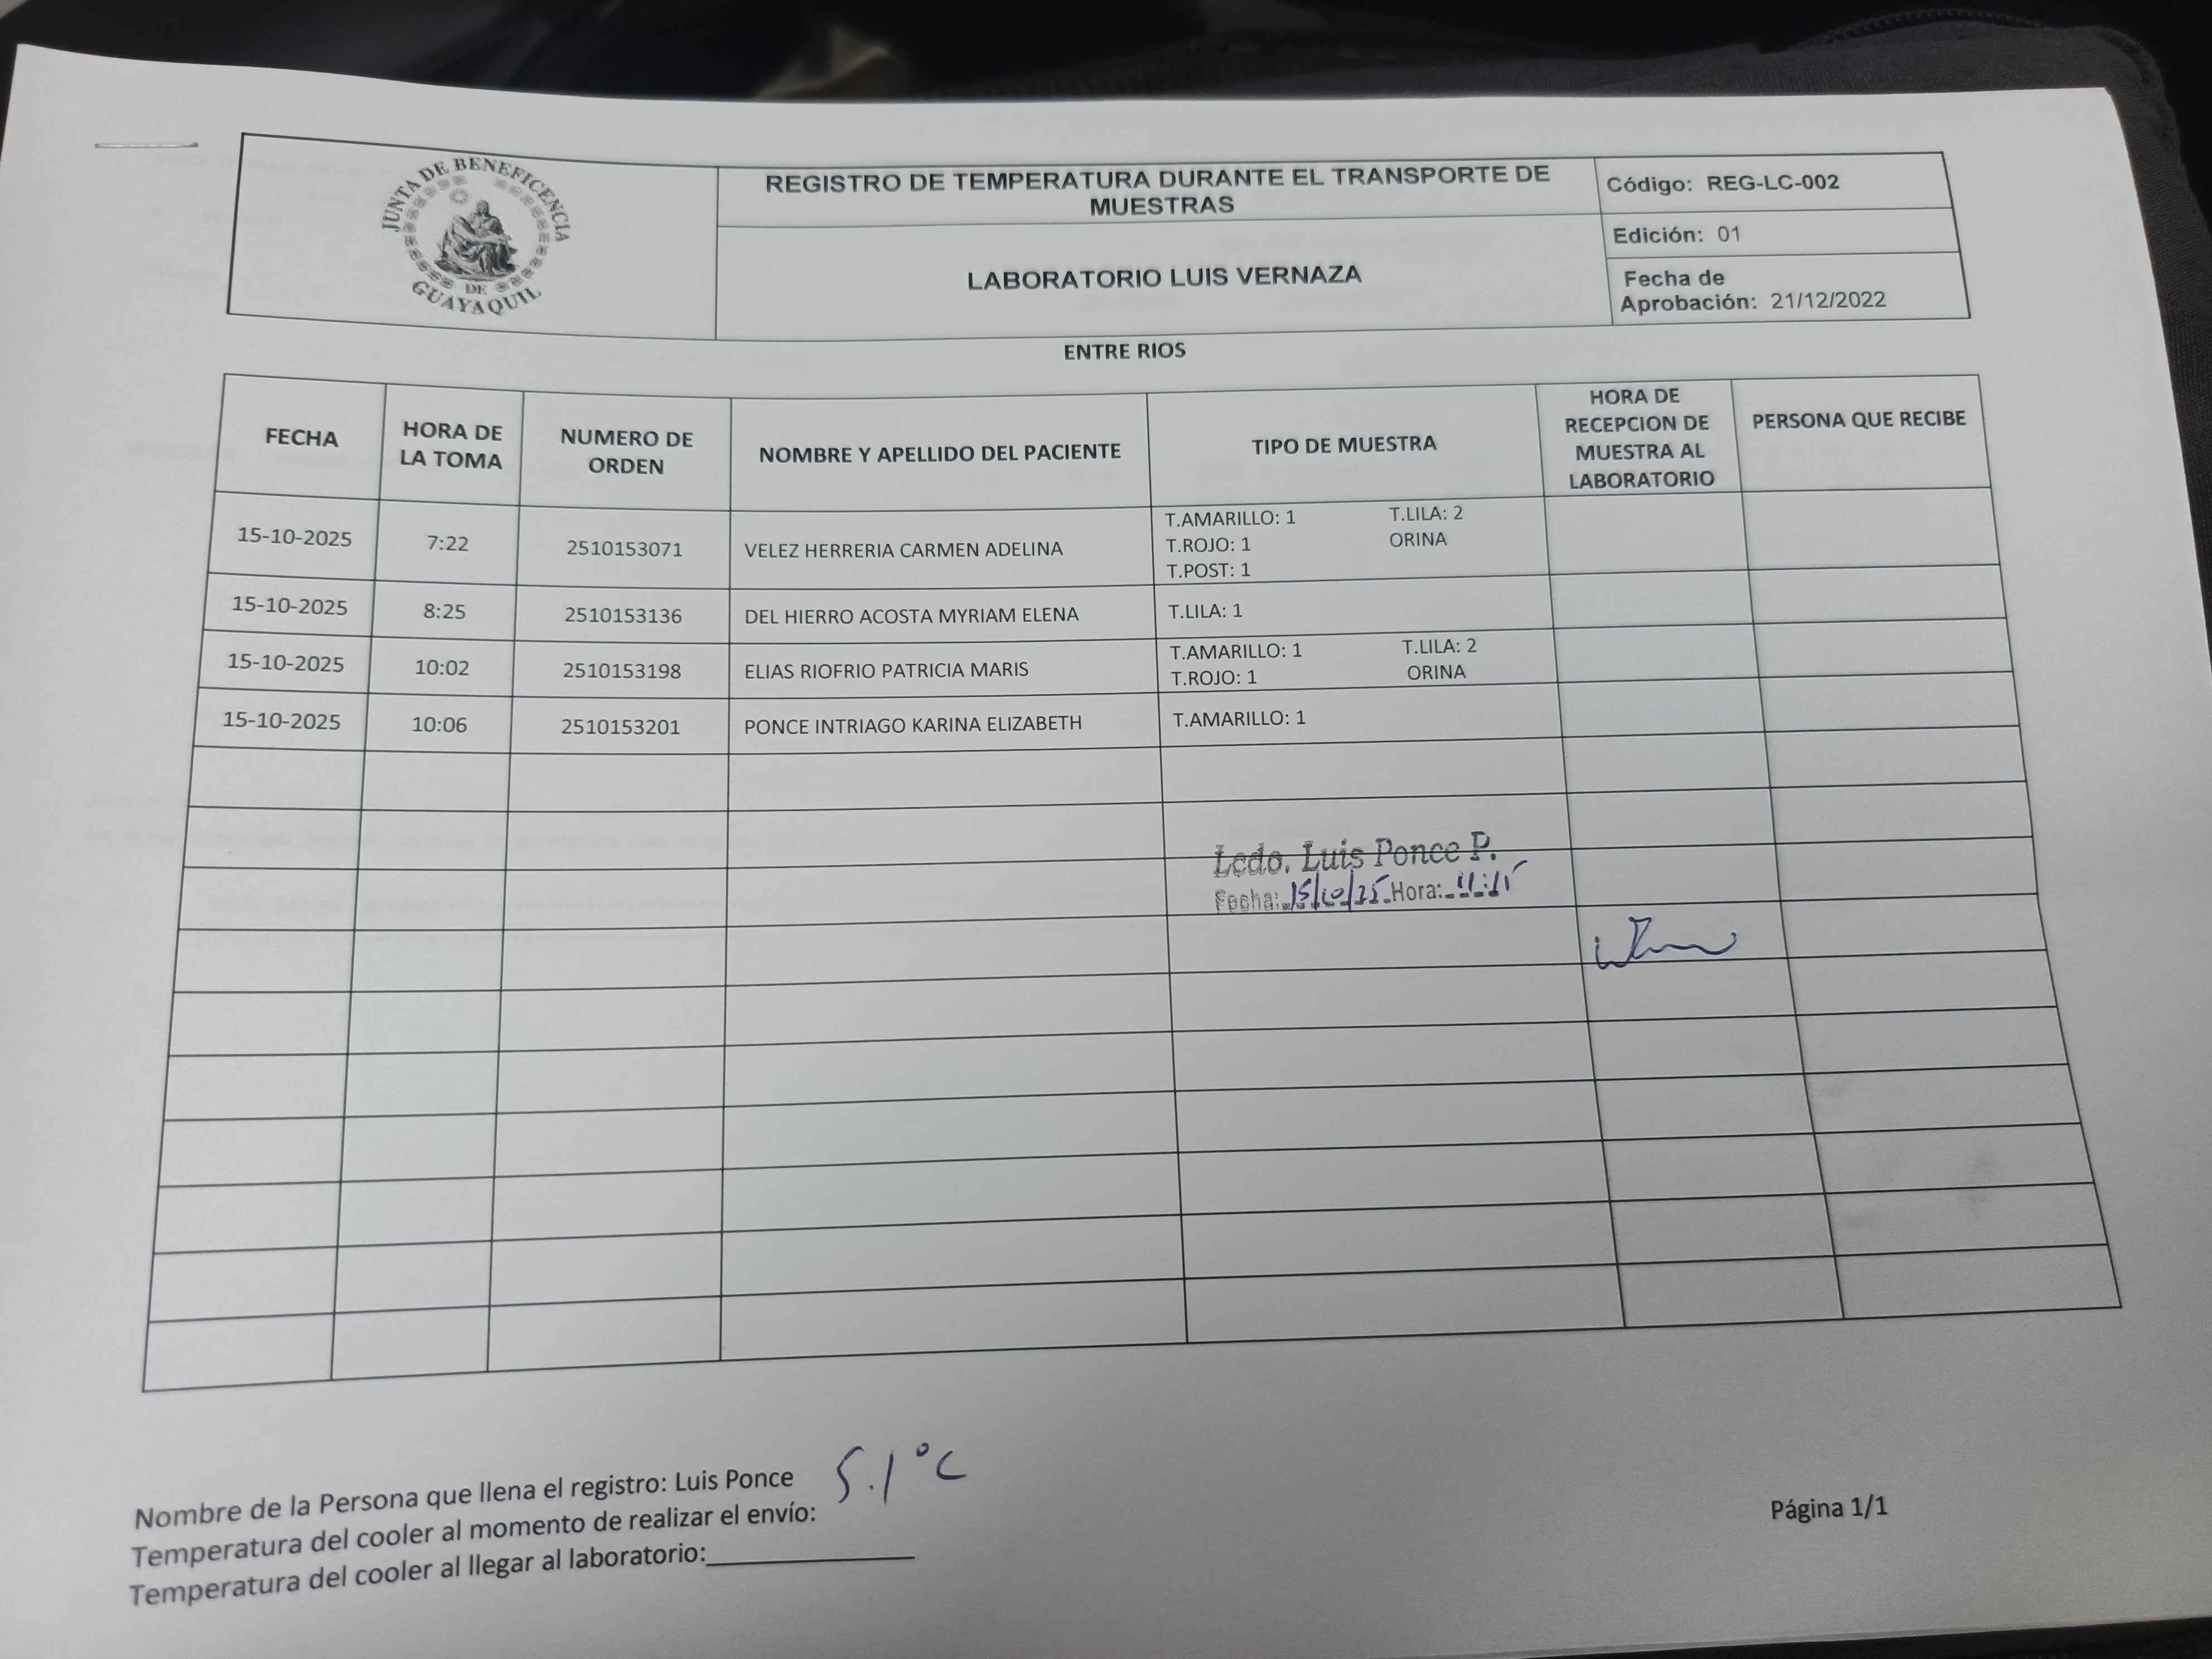 JUNTA DE BENEFICENCIA
DE
GUAYAQUIL
REGISTRO DE TEMPERATURA DURANTE EL TRANSPORTE DE
MUESTRAS
LABORATORIO LUIS VERNAZA
Código: REG-LC-002
Edición: 01
Fecha de
Aprobación: 21/12/2022
ENTRE RIOS
FECHA
HORA DE
LA TOMA
NUMERO DE
ORDEN
NOMBRE Y APELLIDO DEL PACIENTE
TIPO DE MUESTRA
HORA DE
RECEPCION DE
MUESTRA AL
LABORATORIO
PERSONA QUE RECIBE
15-10-2025 7:22 2510153071 VELEZ HERRERIA CARMEN ADELINA
T.AMARILLO: 1 T.LILA: 2
T.ROJO: 1 ORINA
T.POST: 1
15-10-2025 8:25 2510153136 DEL HIERRO ACOSTA MYRIAM ELENA T.LILA: 1
15-10-2025 10:02 2510153198 ELIAS RIOFRIO PATRICIA MARIS
T.AMARILLO: 1 T.LILA: 2
T.ROJO: 1 ORINA
15-10-2025 10:06 2510153201 PONCE INTRIAGO KARINA ELIZABETH T.AMARILLO: 1
Lcdo. Luis Ponce P.
Fecha: 15/10/25 Hora: 11:15
Nombre de la Persona que llena el registro: Luis Ponce
5.1°C
Temperatura del cooler al momento de realizar el envío:
Temperatura del cooler al llegar al laboratorio:
Página 1/1